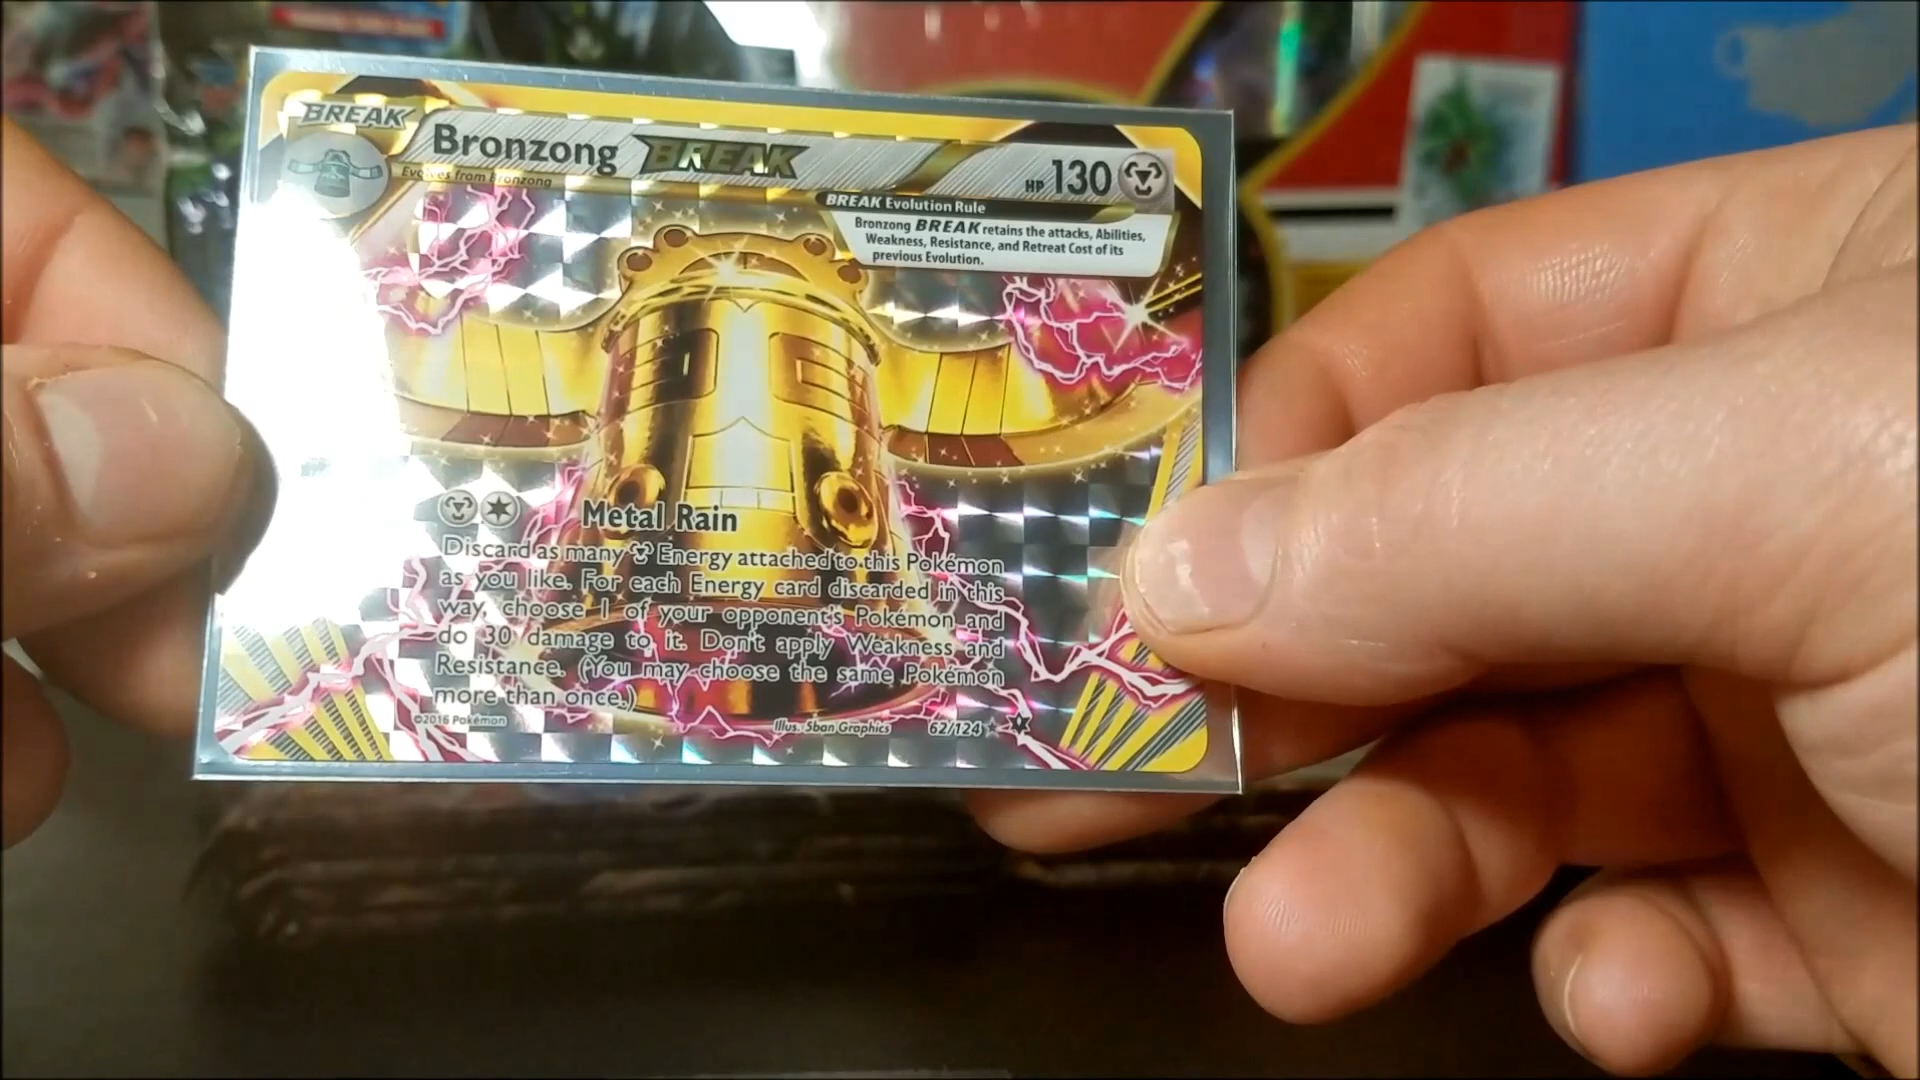 BREAK
Bronzong BREAK
HP 130
Evolves from Bronzong
BREAK Evolution Rule
Bronzong BREAK retains the attacks, Abilities,
Weakness, Resistance, and Retreat Cost of its
previous Evolution.
Metal Rain
Discard as many Energy attached to this Pokémon
as you like. For each Energy card discarded in this
way, choose 1 of your opponent's Pokémon and
do 30 damage to it. Don't apply Weakness and
Resistance. (You may choose the same Pokémon
more than once.)
©2016 Pokémon
Illus. 5ban Graphics
62/124